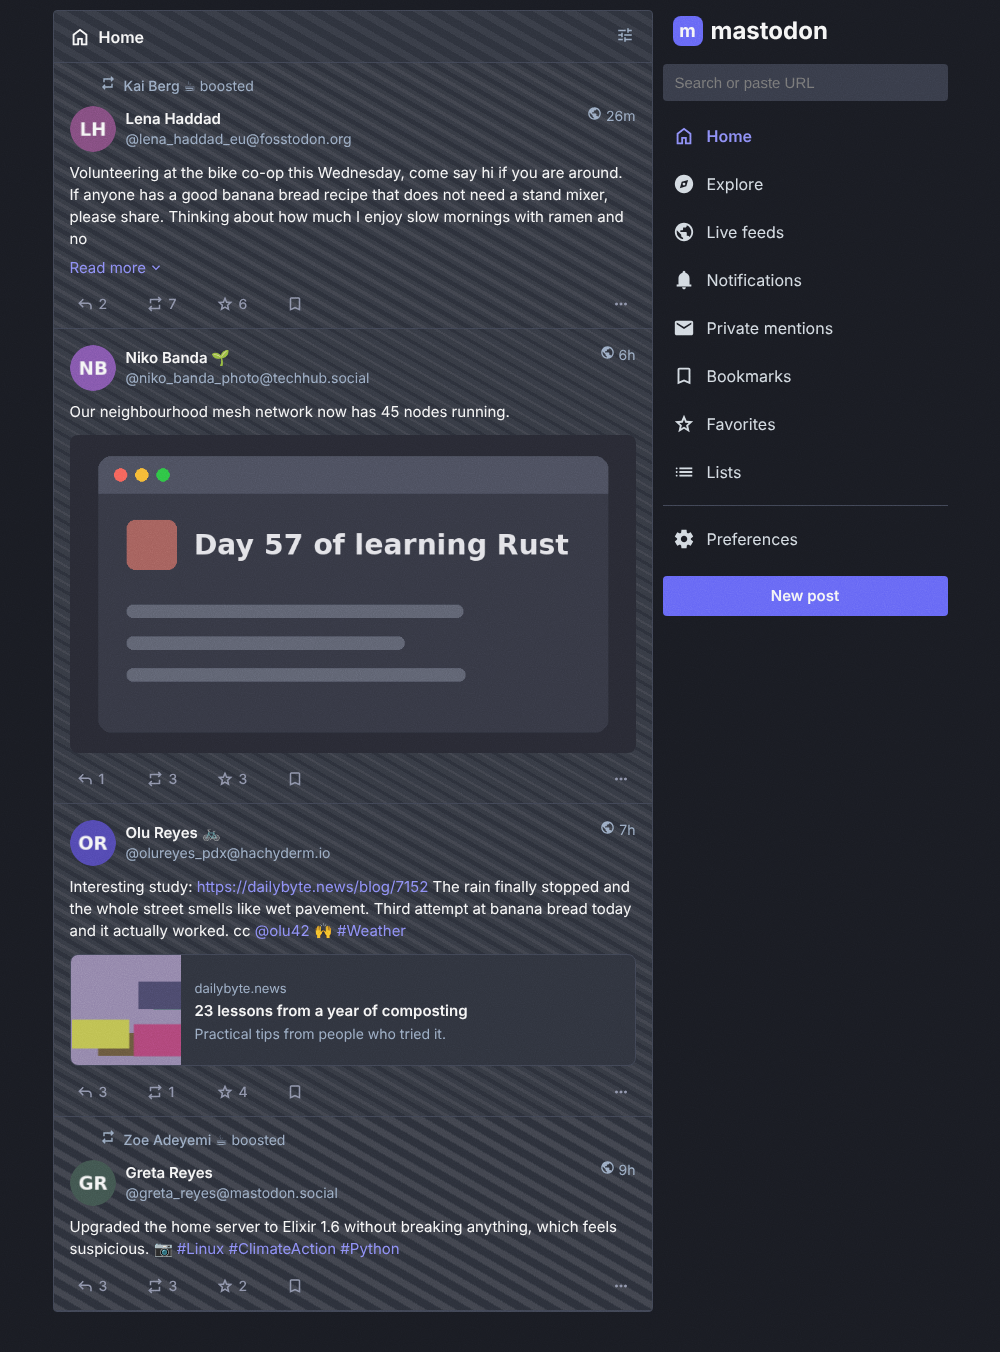 Home
Kai Berg ☕ boosted
LH
Lena Haddad
26m
@lena_haddad_eu@fosstodon.org
Volunteering at the bike co-op this Wednesday, come say hi if you are around.
If anyone has a good banana bread recipe that does not need a stand mixer,
please share. Thinking about how much I enjoy slow mornings with ramen and
no
Read more
2 7 6
NB
Niko Banda 🌱
6h
@niko_banda_photo@techhub.social
Our neighbourhood mesh network now has 45 nodes running.
Day 57 of learning Rust
1 3 3
OR
Olu Reyes 🚲
7h
@olureyes_pdx@hachyderm.io
Interesting study: https://dailybyte.news/blog/7152 The rain finally stopped and
the whole street smells like wet pavement. Third attempt at banana bread today
and it actually worked. cc @olu42 🙌 #Weather
dailybyte.news
23 lessons from a year of composting
Practical tips from people who tried it.
3 1 4
Zoe Adeyemi ☕ boosted
GR
Greta Reyes
9h
@greta_reyes@mastodon.social
Upgraded the home server to Elixir 1.6 without breaking anything, which feels
suspicious. 📷 #Linux #ClimateAction #Python
3 3 2
m mastodon
Search or paste URL
Home
Explore
Live feeds
Notifications
Private mentions
Bookmarks
Favorites
Lists
Preferences
New post